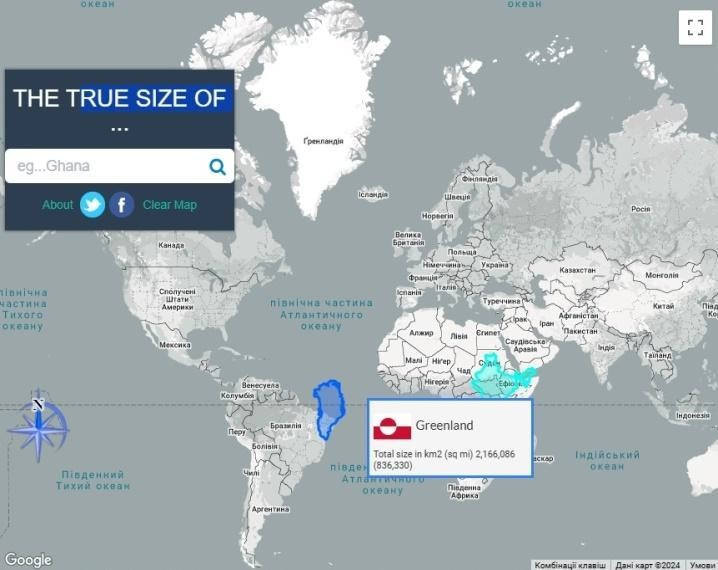 океан
океан
THE TRUE SIZE OF
...
eg...Ghana
About
Clear Map
Гренландія
Ісландія
Фінляндія
Швеція
Норвегія
Росія
Велика
Британія
Польща
Німеччина
Україна
Франція
Італія
Іспанія
Туреччина
Казахстан
Монголія
Китай
Канада
Сполучені
Штати
Америки
Мексика
північна
частина
Тихого
океану
північна частина
Атлантичного
океану
Ірак
Іран
Афганістан
Пакистан
Індія
Таїланд
Алжир
Лівія
Єгипет
Саудівська
Аравія
Малі
Нігер
Чад
Судан
Нігерія
Ефіопія
N
Венесуела
Колумбія
Перу
Бразилія
Болівія
Чилі
Аргентина
Індонезія
Південний
Тихий океан
Greenland
Total size in km2 (sq mi) 2,166,086
(836,330)
Атлантичного
океану
Південна
Африка
Індійський
океан
Google
Комбінації клавіш
Дані карт ©2024
Умови